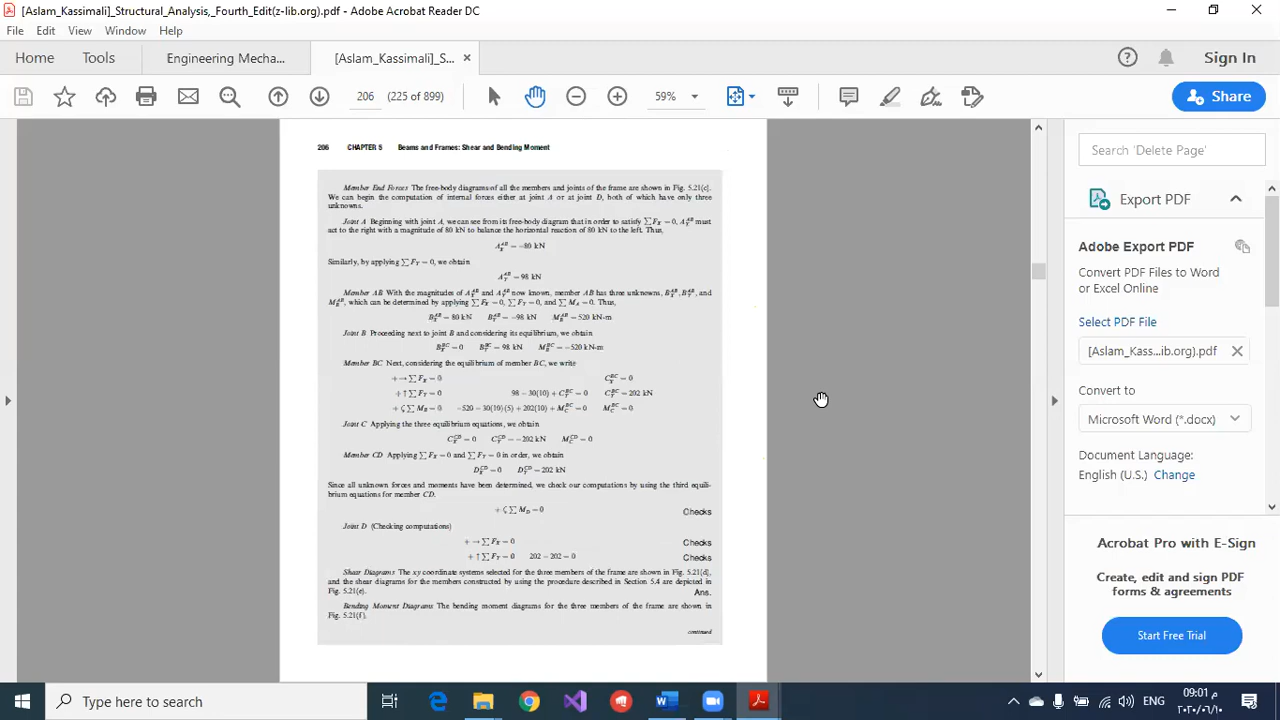 [Aslam_Kassimali]_Structural_Analysis,_Fourth_Edit(z-lib.org).pdf - Adobe Acrobat Reader DC
File Edit View Window Help
Home Tools Engineering Mecha... [Aslam_Kassimali]_S... × Sign In
206 (225 of 899) 59% Share
206 CHAPTER 5 Beams and Frames: Shear and Bending Moment
Member End Forces The free-body diagrams of all the members and joints of the frame are shown in Fig. 5.21(c).
We can begin the computation of internal forces either at joint A or at joint D, both of which have only three
unknowns.
Joint A Beginning with joint A, we can see from its free-body diagram that in order to satisfy ∑F_X = 0, A_X^AB must
act to the right with a magnitude of 80 kN to balance the horizontal reaction of 80 kN to the left. Thus,
A_X^AB = -80 kN
Similarly, by applying ∑F_Y = 0, we obtain
A_Y^AB = 98 kN
Member AB With the magnitudes of A_X^AB and A_Y^AB now known, member AB has three unknowns, B_X^AB, B_Y^AB, and
M_B^AB, which can be determined by applying ∑F_X = 0, ∑F_Y = 0, and ∑M_A = 0. Thus,
B_X^AB = 80 kN B_Y^AB = -98 kN M_B^AB = 520 kN-m
Joint B Proceeding next to joint B and considering its equilibrium, we obtain
B_X^BC = 0 B_Y^BC = 98 kN M_B^BC = -520 kN-m
Member BC Next, considering the equilibrium of member BC, we write
+ → ∑F_X = 0 C_X^BC = 0
+ ↑ ∑F_Y = 0 98 - 30(10) + C_Y^BC = 0 C_Y^BC = 202 kN
+ ↺ ∑M_B = 0 -520 - 30(10)(5) + 202(10) + M_C^BC = 0 M_C^BC = 0
Joint C Applying the three equilibrium equations, we obtain
C_X^CD = 0 C_Y^CD = -202 kN M_C^CD = 0
Member CD Applying ∑F_X = 0 and ∑F_Y = 0 in order, we obtain
D_X^CD = 0 D_Y^CD = 202 kN
Since all unknown forces and moments have been determined, we check our computations by using the third equili-
brium equations for member CD.
+ ↺ ∑M_D = 0 Checks
Joint D (Checking computations)
+ → ∑F_X = 0 Checks
+ ↑ ∑F_Y = 0 202 - 202 = 0 Checks
Shear Diagrams The xy coordinate systems selected for the three members of the frame are shown in Fig. 5.21(d),
and the shear diagrams for the members constructed by using the procedure described in Section 5.4 are depicted in
Fig. 5.21(e). Ans.
Bending Moment Diagrams The bending moment diagrams for the three members of the frame are shown in
Fig. 5.21(f).
continued
Search 'Delete Page'
Export PDF
Adobe Export PDF
Convert PDF Files to Word
or Excel Online
Select PDF File
[Aslam_Kass...ib.org).pdf
Convert to
Microsoft Word (*.docx)
Document Language:
English (U.S.) Change
Acrobat Pro with E-Sign
Create, edit and sign PDF
forms & agreements
Start Free Trial
Type here to search
ENG
09:01 م